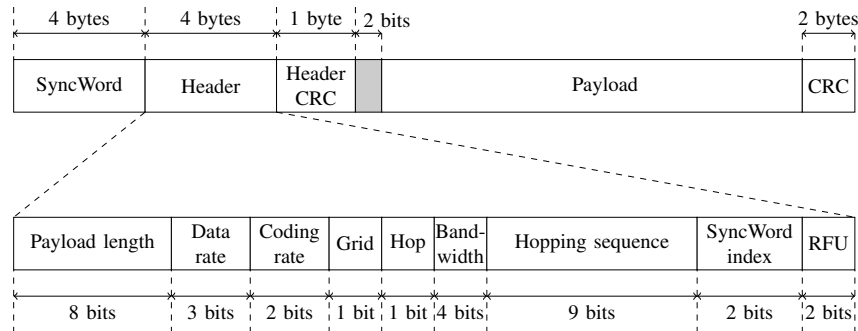 4 bytes 4 bytes 1 byte 2 bits 2 bytes
SyncWord Header Header CRC Payload CRC
Payload length Data rate Coding rate Grid Hop Band-width Hopping sequence SyncWord index RFU
8 bits 3 bits 2 bits 1 bit 1 bit 4 bits 9 bits 2 bits 2 bits